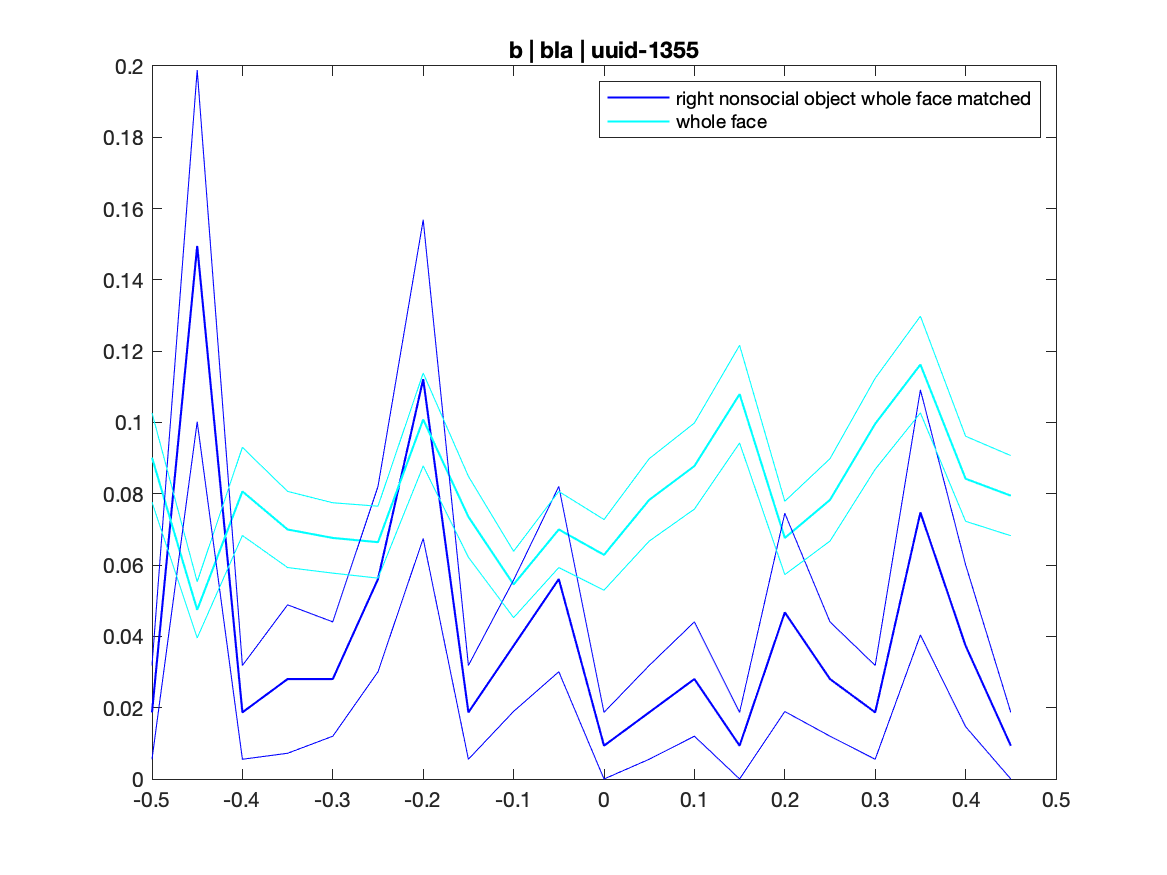 b | bla | uuid-1355
right nonsocial object whole face matched
whole face
0.2
0.18
0.16
0.14
0.12
0.1
0.08
0.06
0.04
0.02
0
-0.5 -0.4 -0.3 -0.2 -0.1 0 0.1 0.2 0.3 0.4 0.5